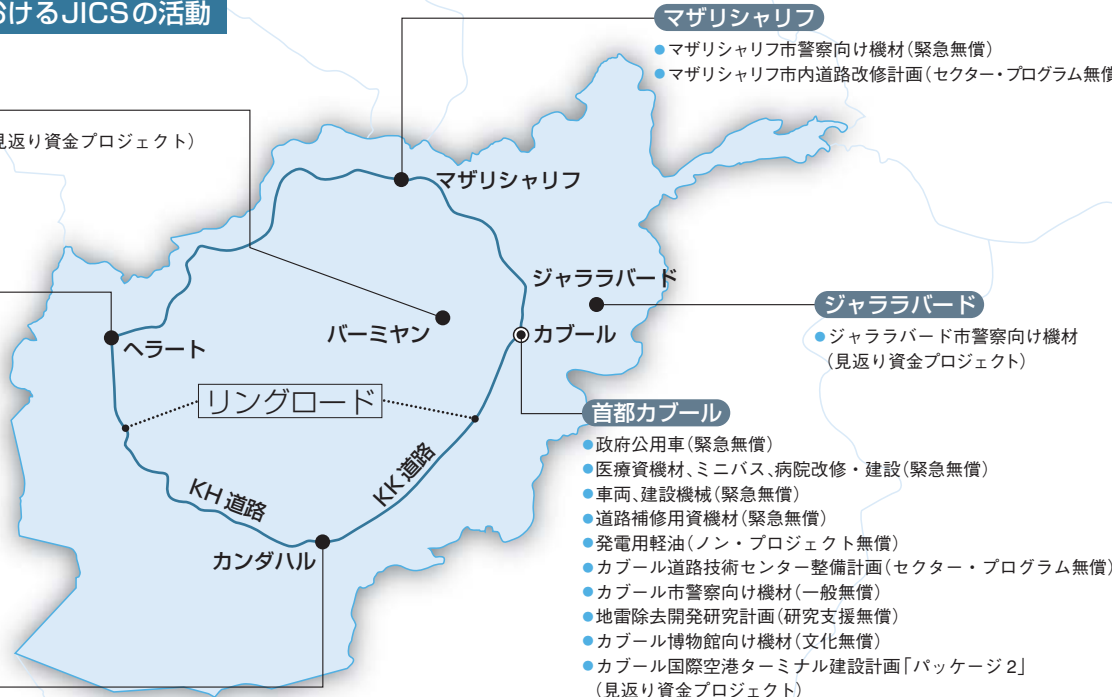 おけるJICSの活動
マザリシャリフ
●マザリシャリフ市警察向け機材(緊急無償)
●マザリシャリフ市内道路改修計画(セクター・プログラム無償
見返り資金プロジェクト)
マザリシャリフ
ジャララバード
バーミヤン
カブール
ヘラート
リングロード
KH道路
KK道路
カンダハル
ジャララバード
●ジャララバード市警察向け機材
(見返り資金プロジェクト)
首都カブール
●政府公用車(緊急無償)
●医療資機材、ミニバス、病院改修・建設(緊急無償)
●車両、建設機械(緊急無償)
●道路補修用資機材(緊急無償)
●発電用軽油(ノン・プロジェクト無償)
●カブール道路技術センター整備計画(セクター・プログラム無償)
●カブール市警察向け機材(一般無償)
●地雷除去開発研究計画(研究支援無償)
●カブール博物館向け機材(文化無償)
●カブール国際空港ターミナル建設計画「パッケージ2」
(見返り資金プロジェクト)